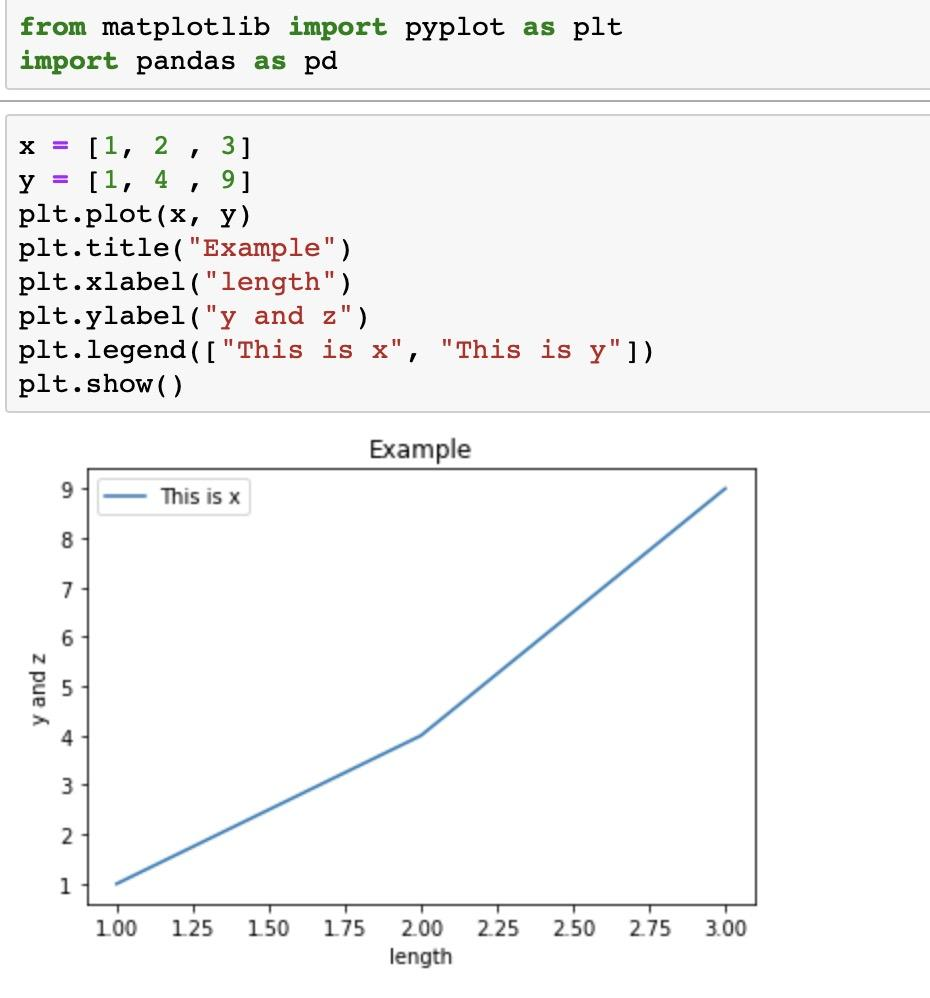 from matplotlib import pyplot as plt
import pandas as pd
x = [1, 2 , 3]
y = [1, 4 , 9]
plt.plot(x, y)
plt.title("Example")
plt.xlabel("length")
plt.ylabel("y and z")
plt.legend(["This is x", "This is y"])
plt.show()
Example
This is x
9
8
7
6
5
4
3
2
1
y and z
1.00 1.25 1.50 1.75 2.00 2.25 2.50 2.75 3.00
length